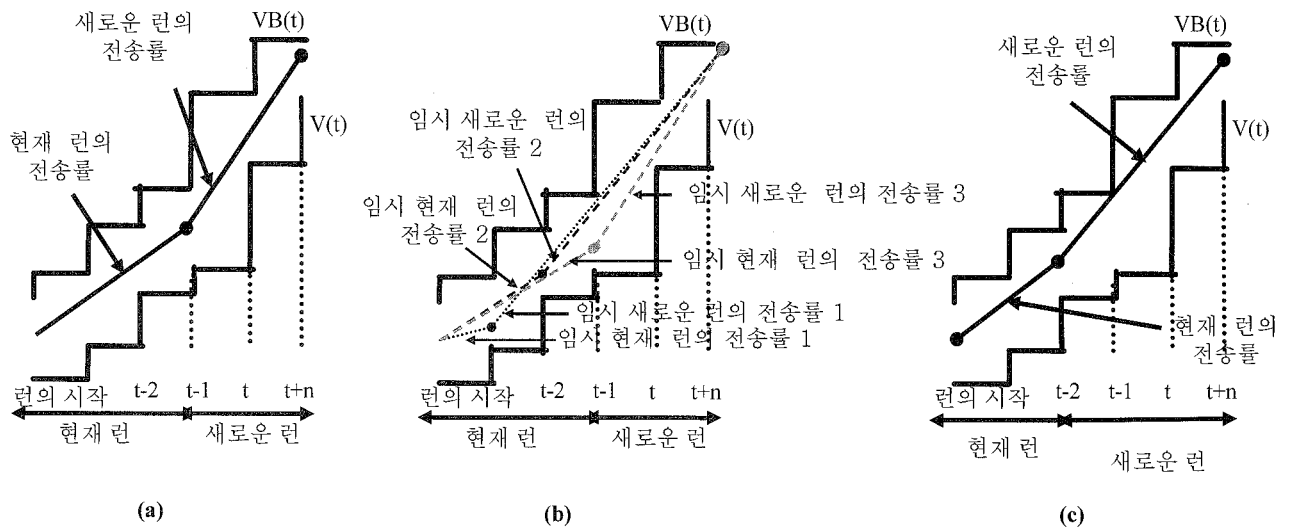 새로운 런의
전송률
VB(t)
현재 런의
전송률
V(t)
런의 시작 t-2 t-1 t t+n
현재 런 새로운 런
(a)
VB(t)
임시 새로운 런의
전송률 2
V(t)
임시 현재 런의
전송률 2
임시 새로운 런의 전송률 3
임시 현재 런의 전송률 3
임시 새로운 런의 전송률 1
임시 현재 런의 전송률 1
런의 시작 t-2 t-1 t t+n
현재 런 새로운 런
(b)
새로운 런의
전송률
VB(t)
V(t)
현재 런의
전송률
런의 시작 t-2 t-1 t t+n
현재 런 새로운 런
(c)